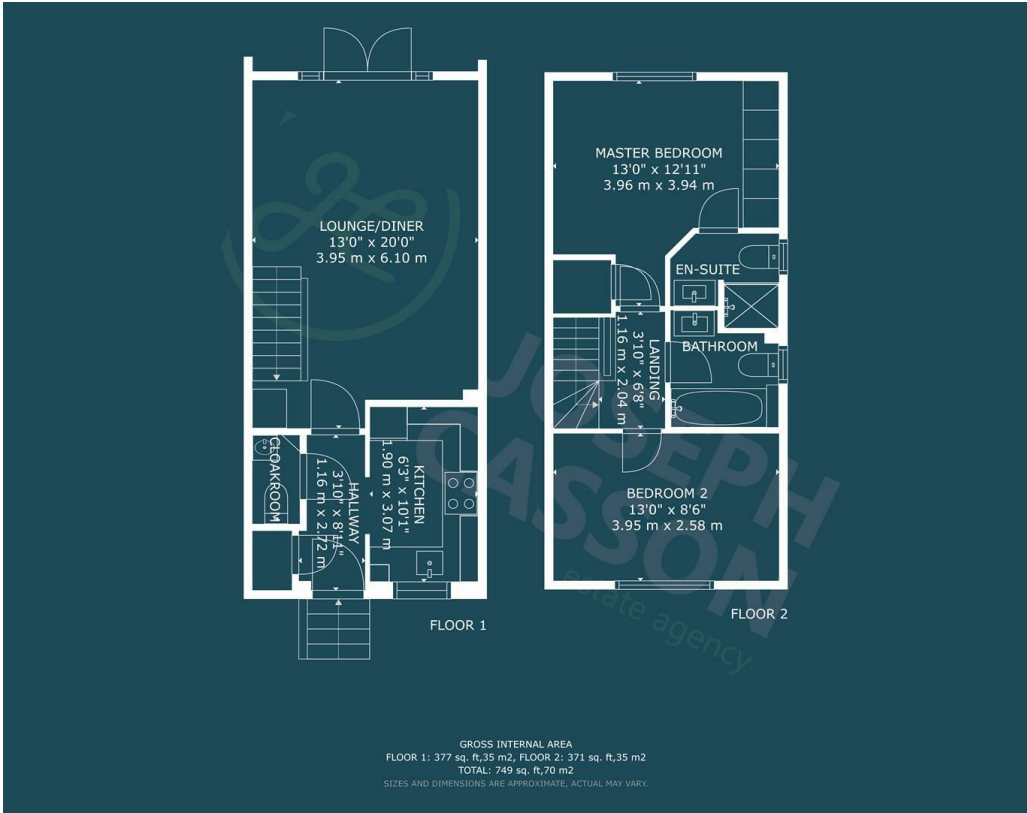 MASTER BEDROOM
13'0" x 12'11"
3.96 m x 3.94 m
LOUNGE/DINER
13'0" x 20'0"
3.95 m x 6.10 m
EN-SUITE
BATHROOM
LANDING
3'10" x 6'8"
1.16 m x 2.04 m
CLOAKROOM
HALLWAY
3'10" x 8'11"
1.16 m x 2.72 m
KITCHEN
6'3" x 10'1"
1.90 m x 3.07 m
BEDROOM 2
13'0" x 8'6"
3.95 m x 2.58 m
FLOOR 1
FLOOR 2
JOSEPH
CASSON
estate agency
GROSS INTERNAL AREA
FLOOR 1: 377 sq. ft,35 m2, FLOOR 2: 371 sq. ft,35 m2
TOTAL: 749 sq. ft,70 m2
SIZES AND DIMENSIONS ARE APPROXIMATE, ACTUAL MAY VARY.